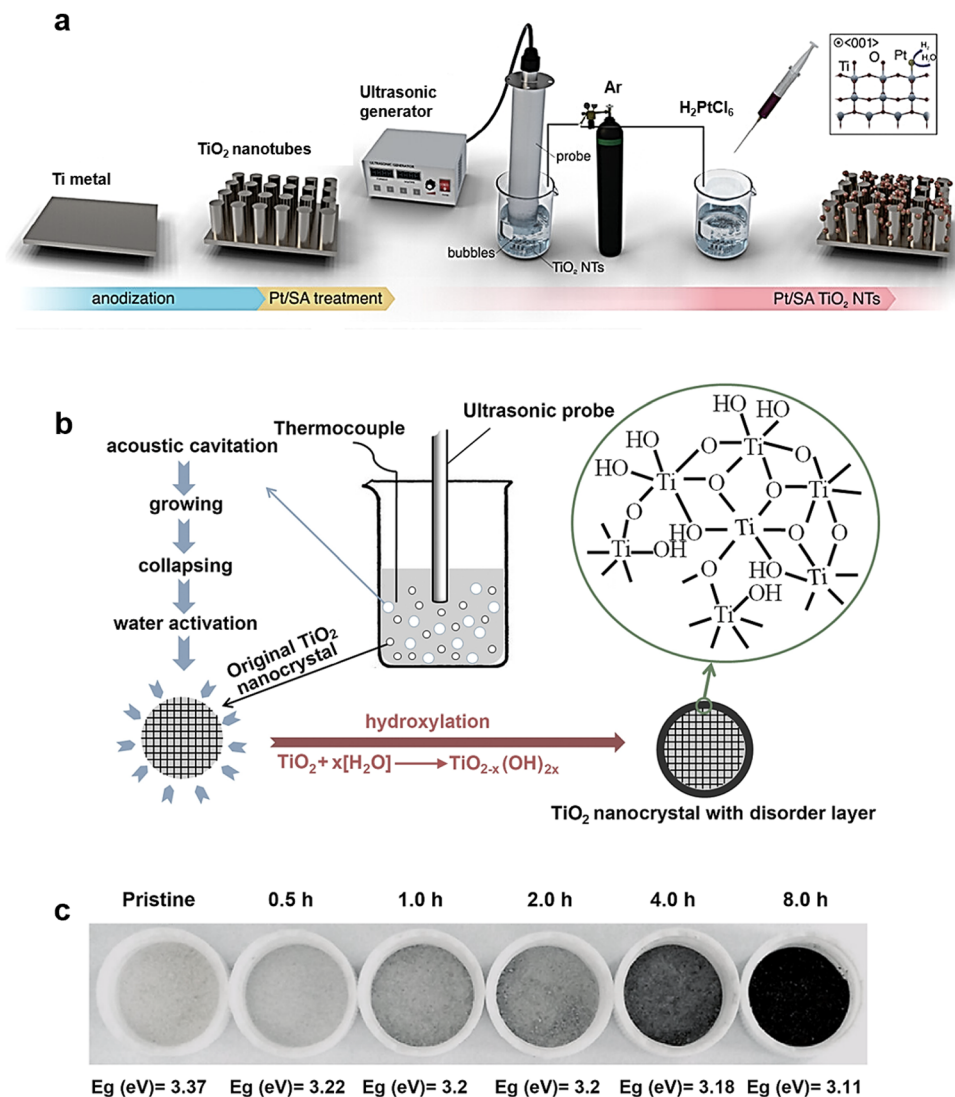 a
Ultrasonic
generator
Ar
H₂PtCl₆
⊙<001>
Ti
O
Pt
H₂
H₂O
TiO₂ nanotubes
Ti metal
ULTRASONIC GENERATOR
probe
bubbles
TiO₂ NTs
anodization
Pt/SA treatment
Pt/SA TiO₂ NTs
b
acoustic cavitation
growing
collapsing
water activation
Thermocouple
Ultrasonic probe
Original TiO₂
nanocrystal
hydroxylation
TiO₂ + x[H₂O] ⟶ TiO₂₋ₓ(OH)₂ₓ
HO HO
O Ti O
HO
HO Ti O O Ti
O H
O Ti O O
Ti OH
O HO Ti
Ti OH
TiO₂ nanocrystal with disorder layer
c
Pristine 0.5 h 1.0 h 2.0 h 4.0 h 8.0 h
Eg (eV)= 3.37 Eg (eV)= 3.22 Eg (eV)= 3.2 Eg (eV)= 3.2 Eg (eV)= 3.18 Eg (eV)= 3.11